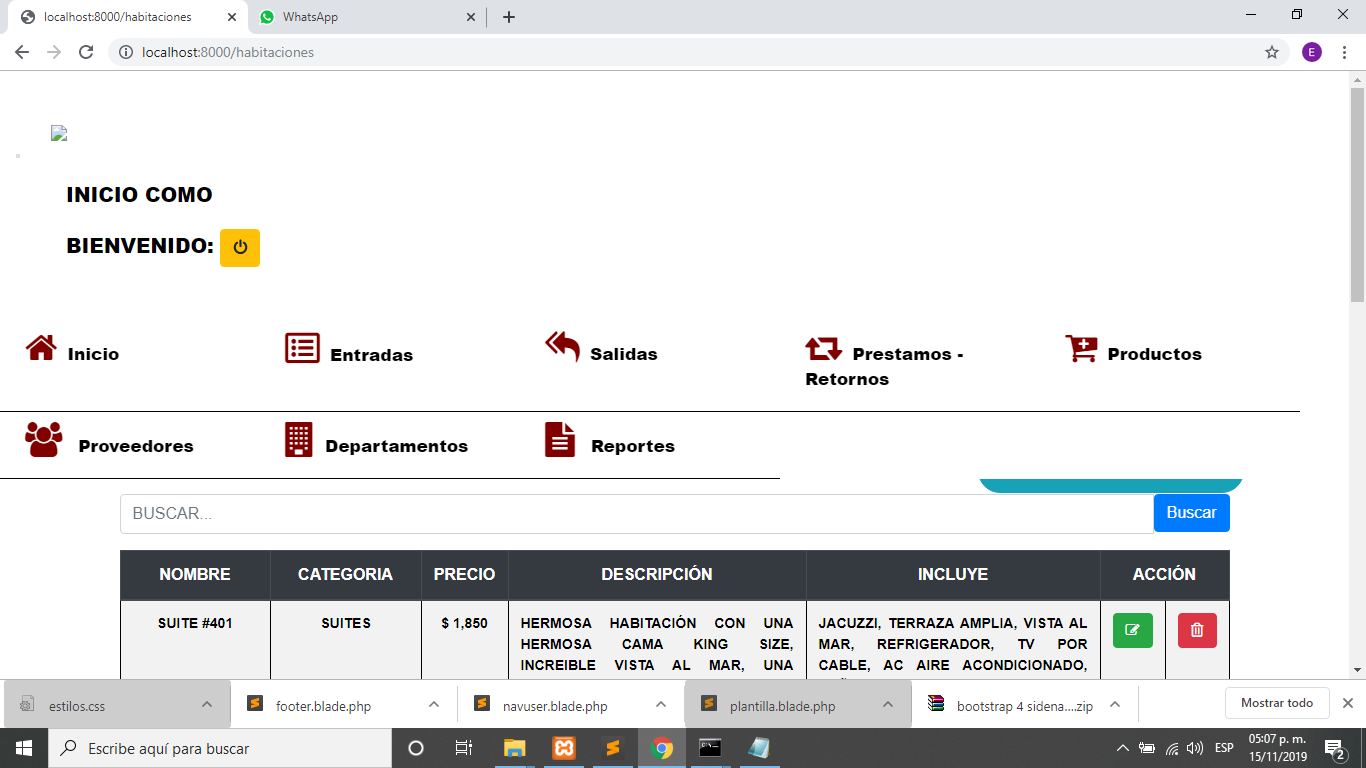 localhost:8000/habitaciones
WhatsApp
localhost:8000/habitaciones
E
INICIO COMO
BIENVENIDO:
Inicio
Entradas
Salidas
Prestamos -
Retornos
Productos
Proveedores
Departamentos
Reportes
BUSCAR...
Buscar
NOMBRE
CATEGORIA
PRECIO
DESCRIPCIÓN
INCLUYE
ACCIÓN
SUITE #401
SUITES
$ 1,850
HERMOSA HABITACIÓN CON UNA
HERMOSA CAMA KING SIZE,
INCREIBLE VISTA AL MAR, UNA
JACUZZI, TERRAZA AMPLIA, VISTA AL
MAR, REFRIGERADOR, TV POR
CABLE, AC AIRE ACONDICIONADO,
estilos.css
footer.blade.php
navuser.blade.php
plantilla.blade.php
bootstrap 4 sidena....zip
Mostrar todo
Escribe aquí para buscar
ESP
05:07 p. m.
15/11/2019
2